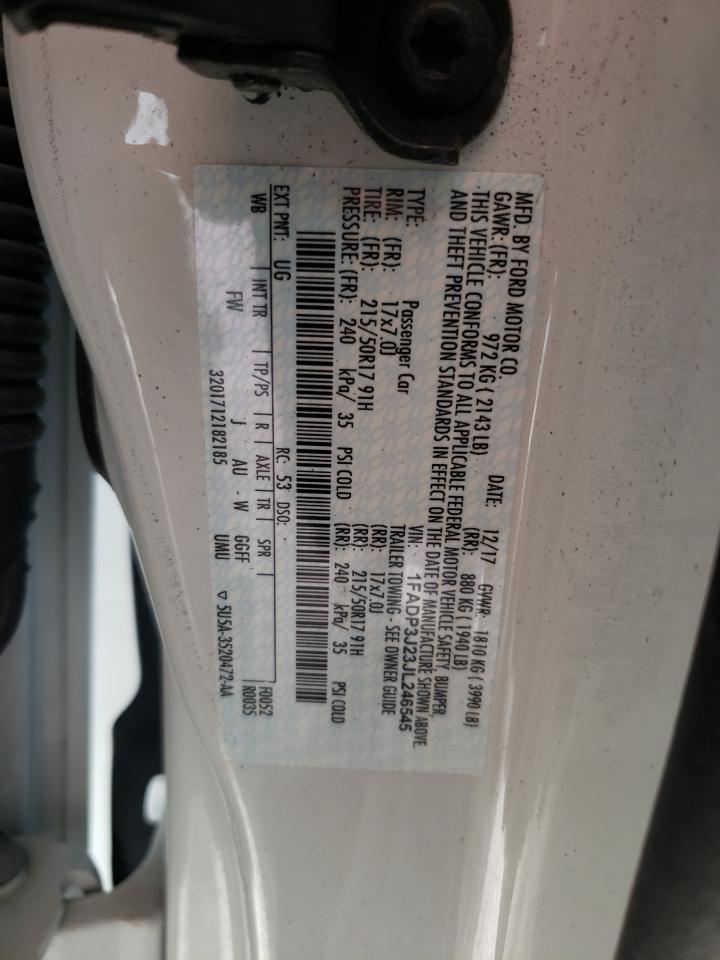 MFD. BY FORD MOTOR CO. DATE: 12/17 GVWR: 1810 KG ( 3990 LB)
GAWR: (FR): 972 KG ( 2143 LB) (RR): 880 KG ( 1940 LB)
THIS VEHICLE CONFORMS TO ALL APPLICABLE FEDERAL MOTOR VEHICLE SAFETY, BUMPER,
AND THEFT PREVENTION STANDARDS IN EFFECT ON THE DATE OF MANUFACTURE SHOWN ABOVE.
VIN: 1FADP3J23JL246545
TYPE: Passenger Car TRAILER TOWING - SEE OWNER GUIDE
RIM: (FR): 17x7.0J (RR): 17x7.0J
TIRE: (FR): 215/50R17 91H (RR): 215/50R17 91H
PRESSURE: (FR): 240 kPa/ 35 PSI COLD (RR): 240 kPa/ 35 PSI COLD
EXT PNT: UG RC: 53 DSO: F0052
R0035
WB | INT TR | TP/PS | R | AXLE | TR | SPR
FW J AU - W GGFF UMU
3201712182185 ▽ 5U5A-3520472-AA